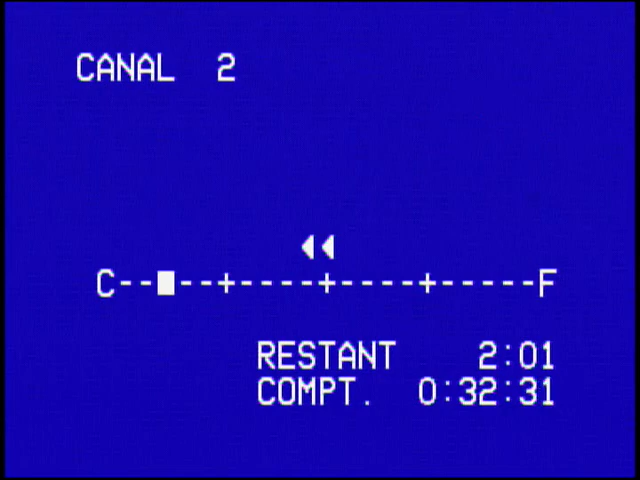 CANAL 2
C--■--+----+----+-----F
RESTANT 2:01
COMPT. 0:32:31